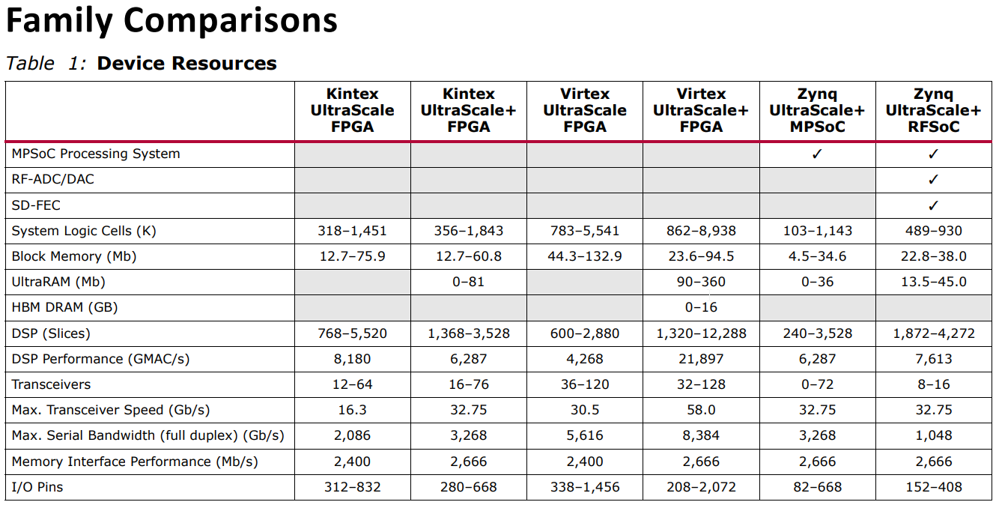 Family Comparisons
Table 1: Device Resources
Kintex UltraScale FPGA	Kintex UltraScale+ FPGA	Virtex UltraScale FPGA	Virtex UltraScale+ FPGA	Zynq UltraScale+ MPSoC	Zynq UltraScale+ RFSoC
MPSoC Processing System	✓	✓
RF-ADC/DAC	✓
SD-FEC	✓
System Logic Cells (K)	318–1,451	356–1,843	783–5,541	862–8,938	103–1,143	489–930
Block Memory (Mb)	12.7–75.9	12.7–60.8	44.3–132.9	23.6–94.5	4.5–34.6	22.8–38.0
UltraRAM (Mb)	0–81	90–360	0–36	13.5–45.0
HBM DRAM (GB)	0–16
DSP (Slices)	768–5,520	1,368–3,528	600–2,880	1,320–12,288	240–3,528	1,872–4,272
DSP Performance (GMAC/s)	8,180	6,287	4,268	21,897	6,287	7,613
Transceivers	12–64	16–76	36–120	32–128	0–72	8–16
Max. Transceiver Speed (Gb/s)	16.3	32.75	30.5	58.0	32.75	32.75
Max. Serial Bandwidth (full duplex) (Gb/s)	2,086	3,268	5,616	8,384	3,268	1,048
Memory Interface Performance (Mb/s)	2,400	2,666	2,400	2,666	2,666	2,666
I/O Pins	312–832	280–668	338–1,456	208–2,072	82–668	152–408